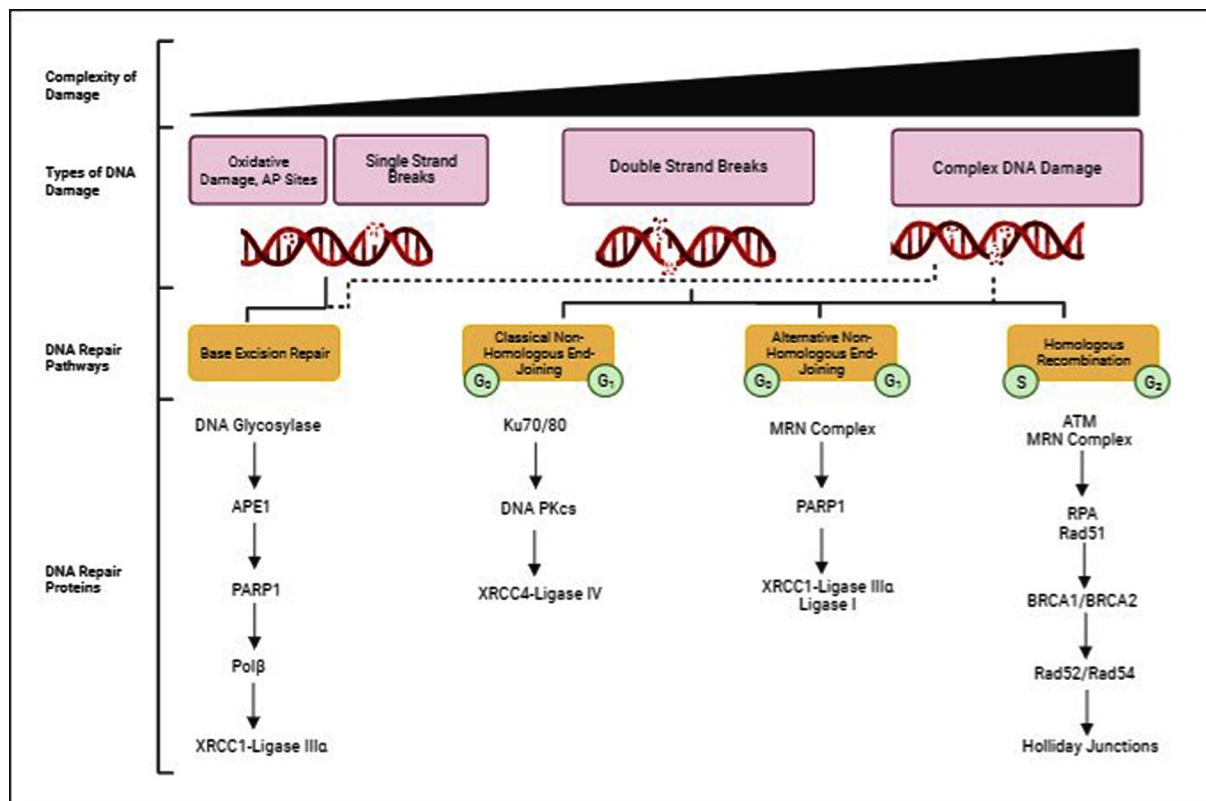 Complexity of
Damage
Types of DNA
Damage
Oxidative
Damage, AP Sites
Single Strand
Breaks
Double Strand Breaks
Complex DNA Damage
DNA Repair
Pathways
Base Excision Repair
Classical Non-
Homologous End-
Joining
G₀
G₁
Alternative Non-
Homologous End-
Joining
G₀
G₁
Homologous
Recombination
S
G₂
DNA Repair
Proteins
DNA Glycosylase
APE1
PARP1
Polβ
XRCC1-Ligase IIIα
Ku70/80
DNA PKcs
XRCC4-Ligase IV
MRN Complex
PARP1
XRCC1-Ligase IIIα
Ligase I
ATM
MRN Complex
RPA
Rad51
BRCA1/BRCA2
Rad52/Rad54
Holliday Junctions